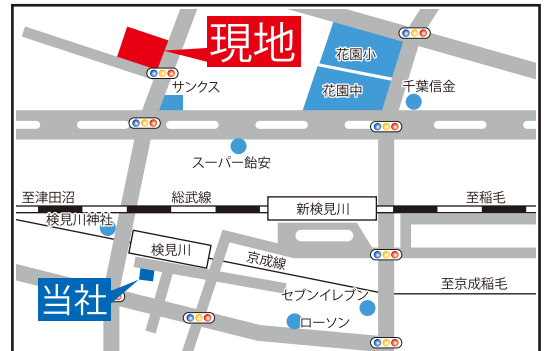 現地
花園小
サンクス
花園中
千葉信金
スーパー飴安
至津田沼
総武線
新検見川
至稲毛
検見川神社
検見川
京成線
至京成稲毛
当社
セブンイレブン
ローソン